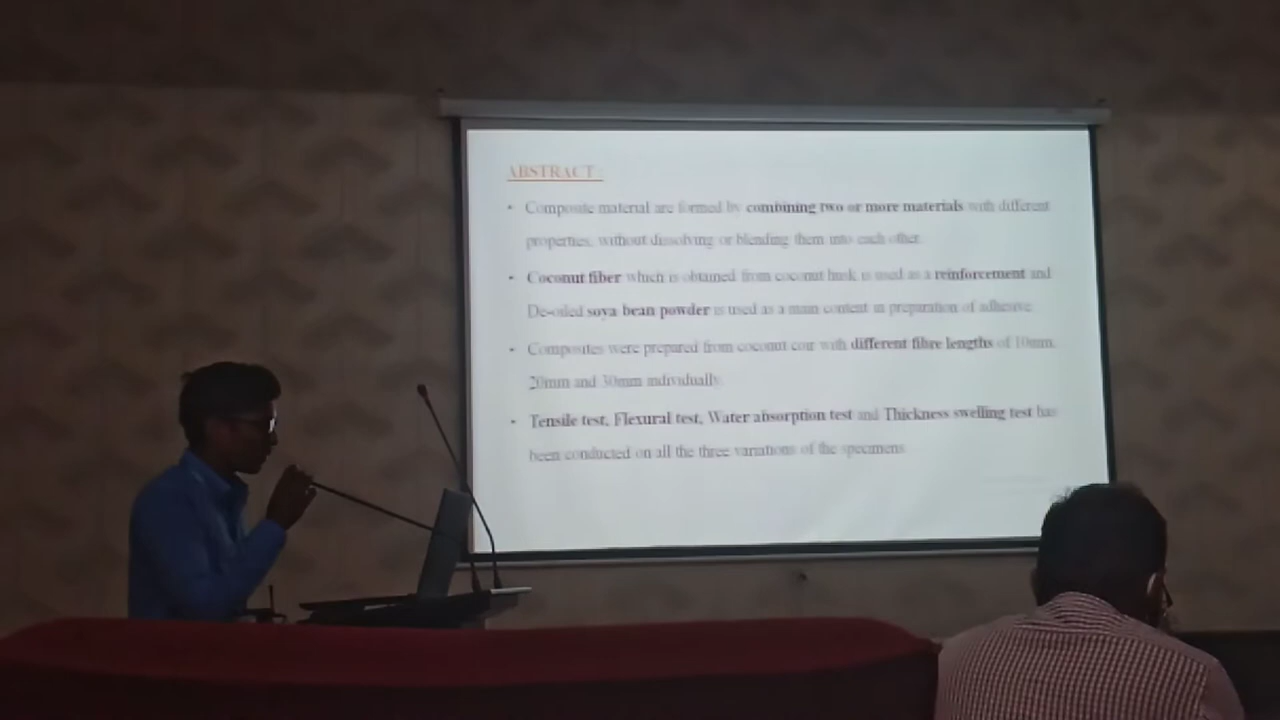 ABSTRACT :
• Composite material are formed by combining two or more materials with different
properties, without dissolving or blending them into each other.
• Coconut fiber which is obtained from coconut husk is used as a reinforcement and
De-oiled soya bean powder is used as a main content in preparation of adhesive.
• Composites were prepared from coconut coir with different fibre lengths of 10mm,
20mm and 30mm individually.
• Tensile test, Flexural test, Water absorption test and Thickness swelling test has
been conducted on all the three variations of the specimens.